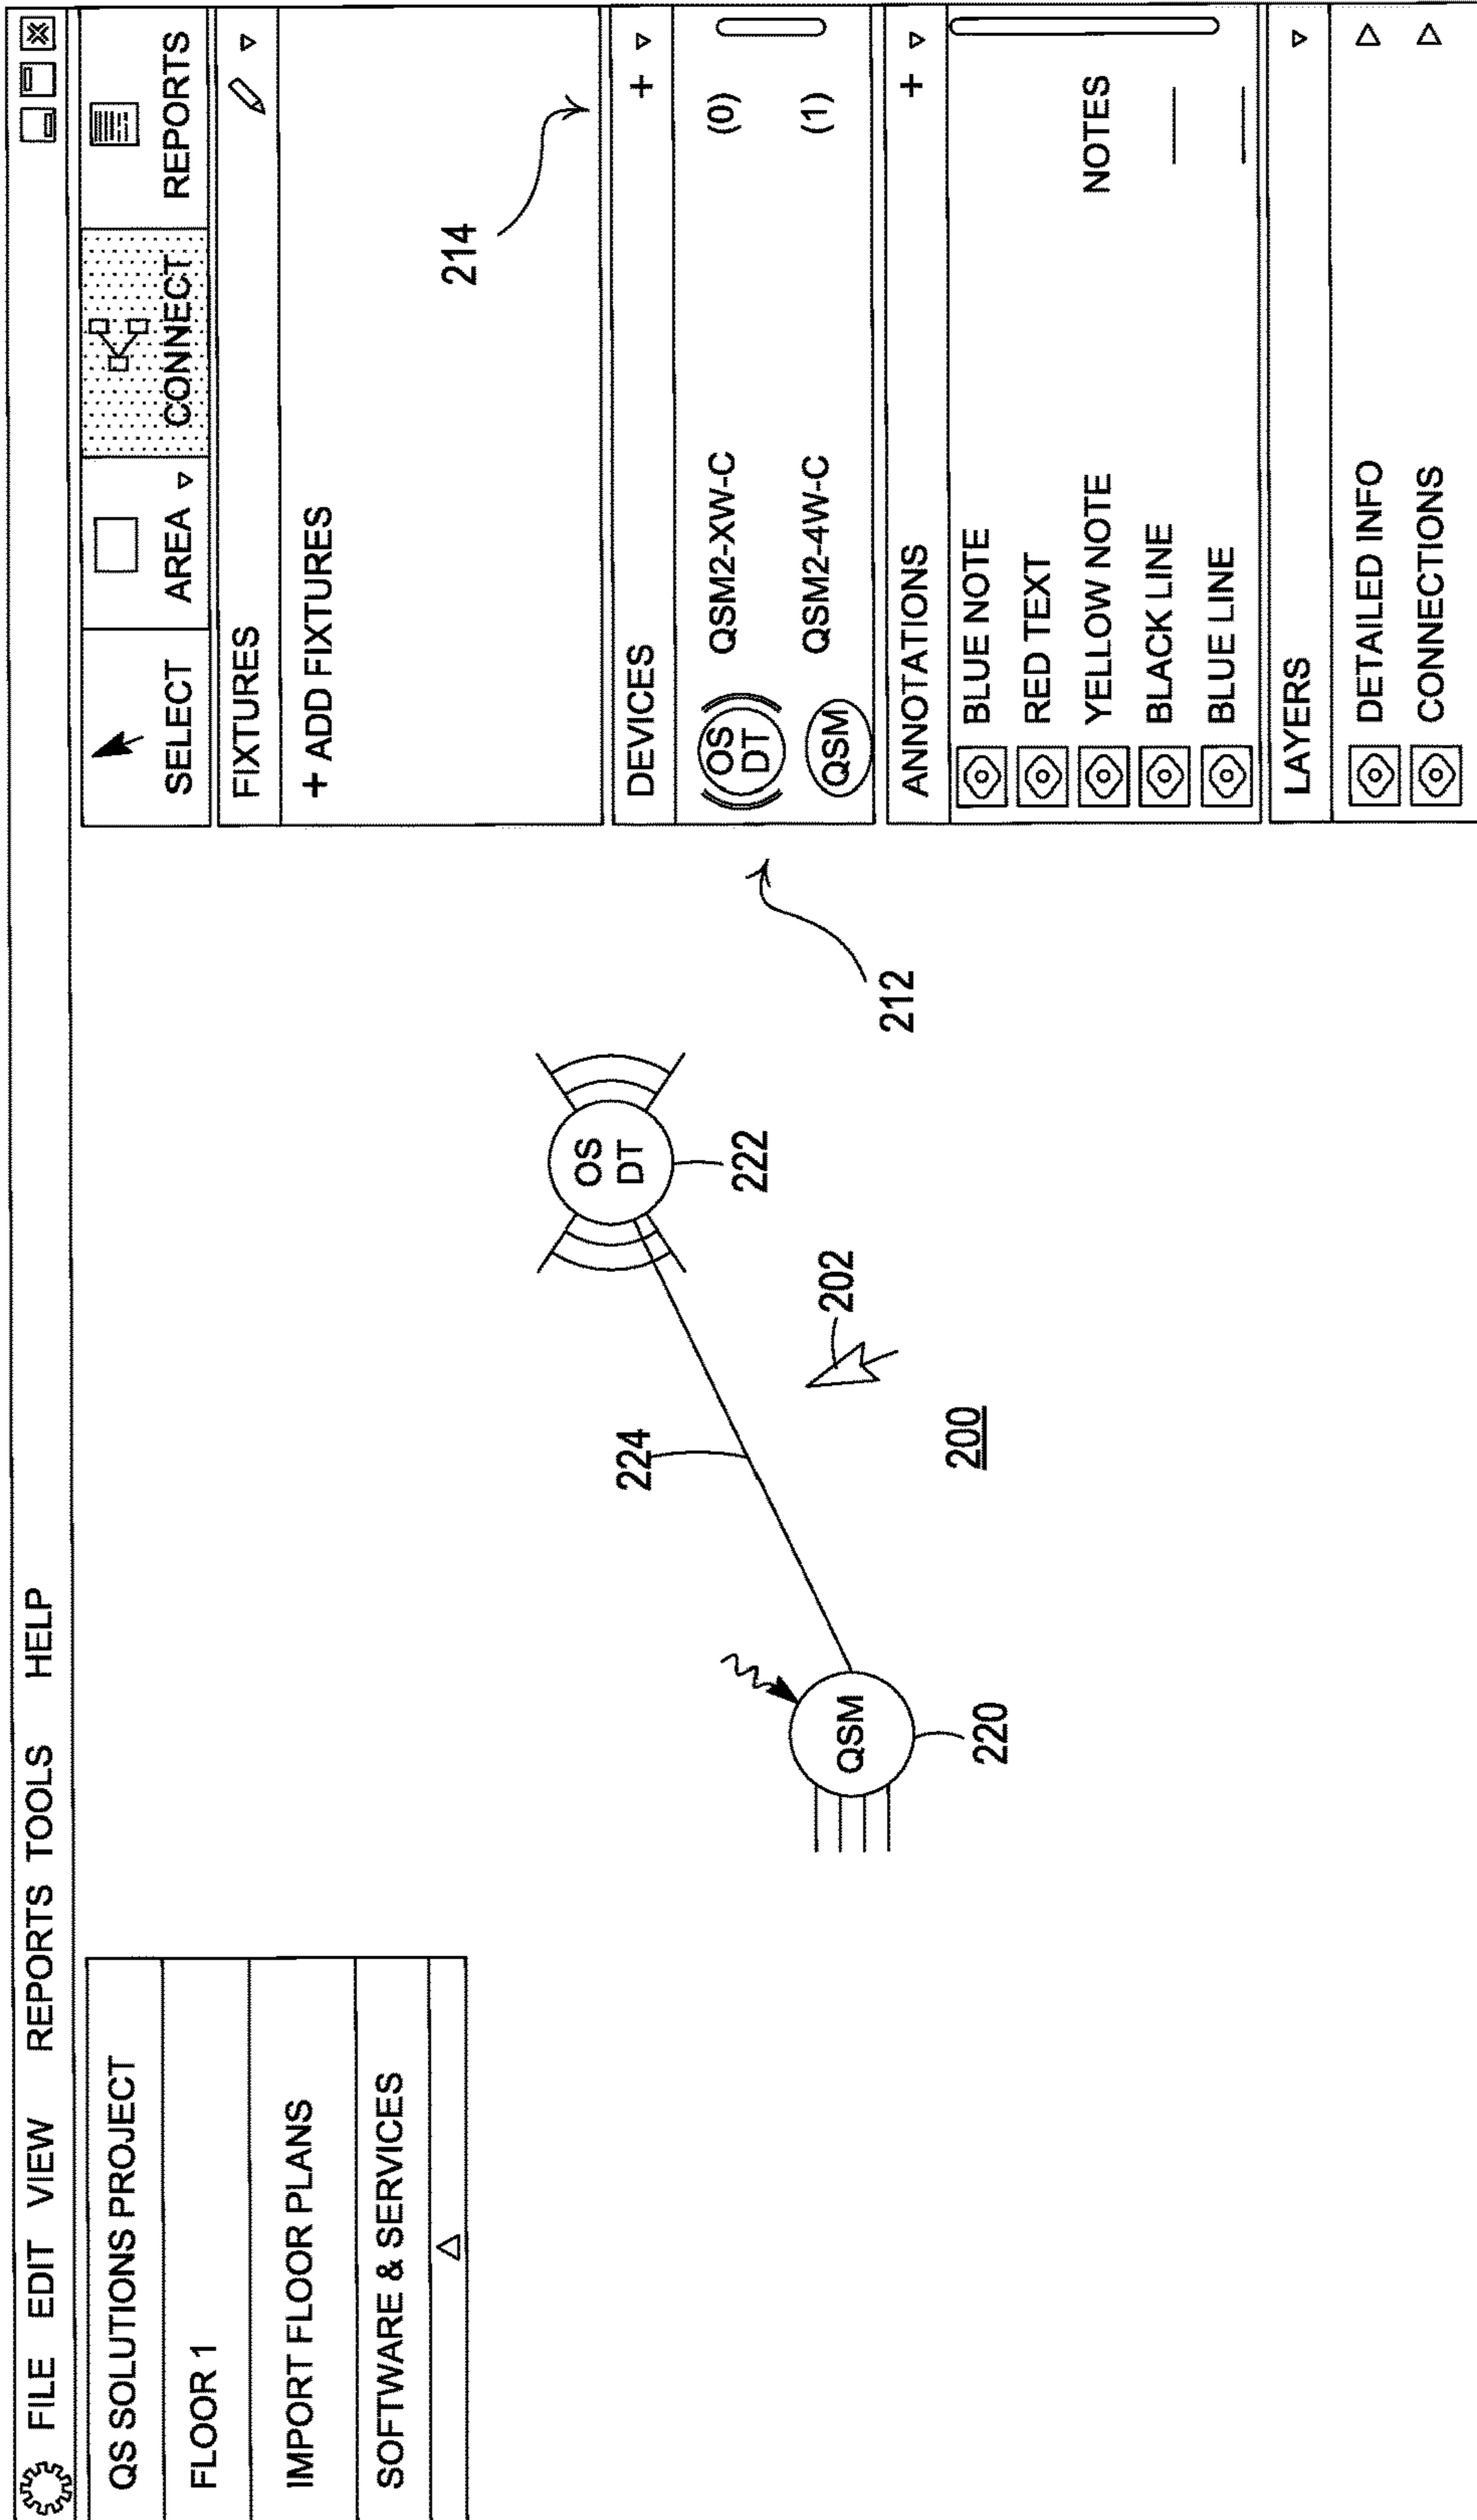 FILE EDIT VIEW REPORTS TOOLS HELP
QS SOLUTIONS PROJECT
FLOOR 1
IMPORT FLOOR PLANS
SOFTWARE & SERVICES
SELECT
AREA
CONNECT
REPORTS
FIXTURES
+ ADD FIXTURES
214
DEVICES +
OS DT QSM2-XW-C (0)
QSM QSM2-4W-C (1)
ANNOTATIONS +
BLUE NOTE
RED TEXT
YELLOW NOTE NOTES
BLACK LINE
BLUE LINE
LAYERS
DETAILED INFO
CONNECTIONS
OS
DT
222
224
202
212
QSM
220
200